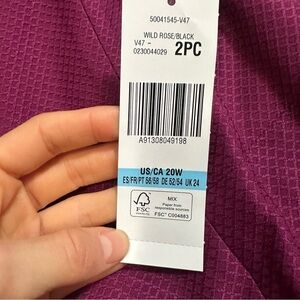 50041545-V47
WILD ROSE/BLACK
V47 -
0230044029 2PC
A91308049198
US/CA 20W
ES/FR/PT 56/58 DE 52/54 UK 24
FSC
MIX
Paper from
responsible sources
FSC® C004883